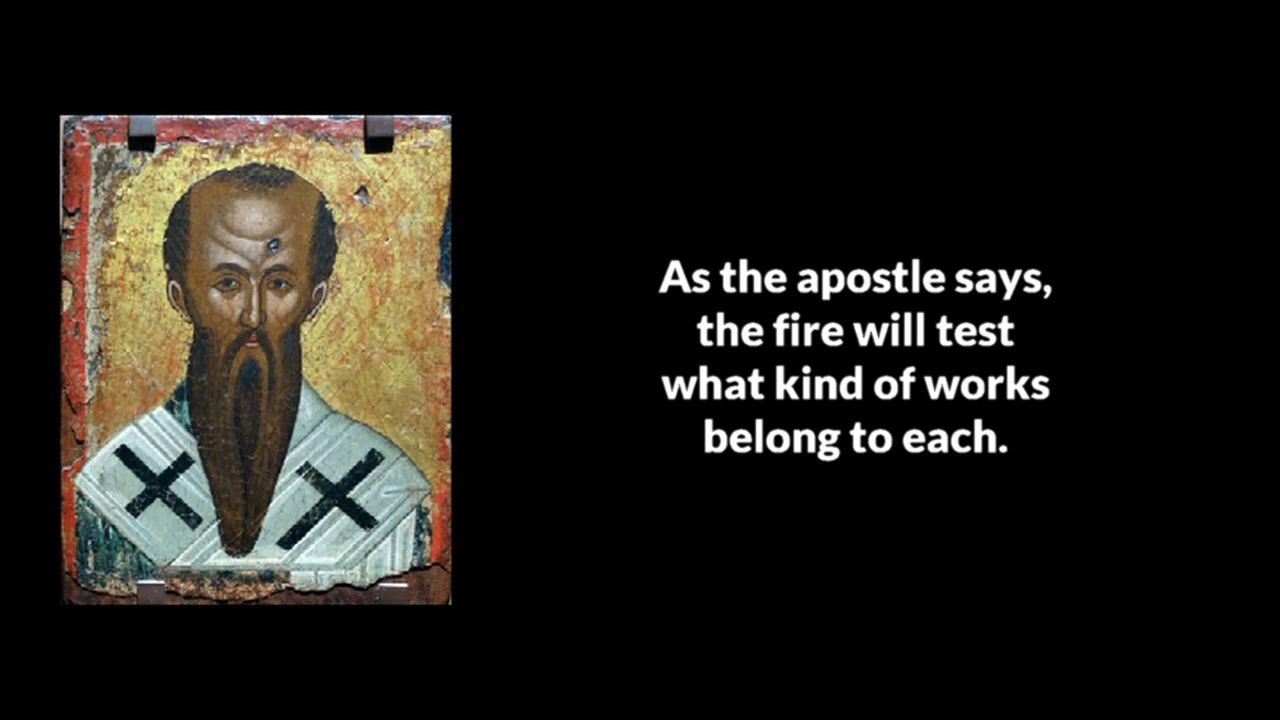 As the apostle says,
the fire will test
what kind of works
belong to each.